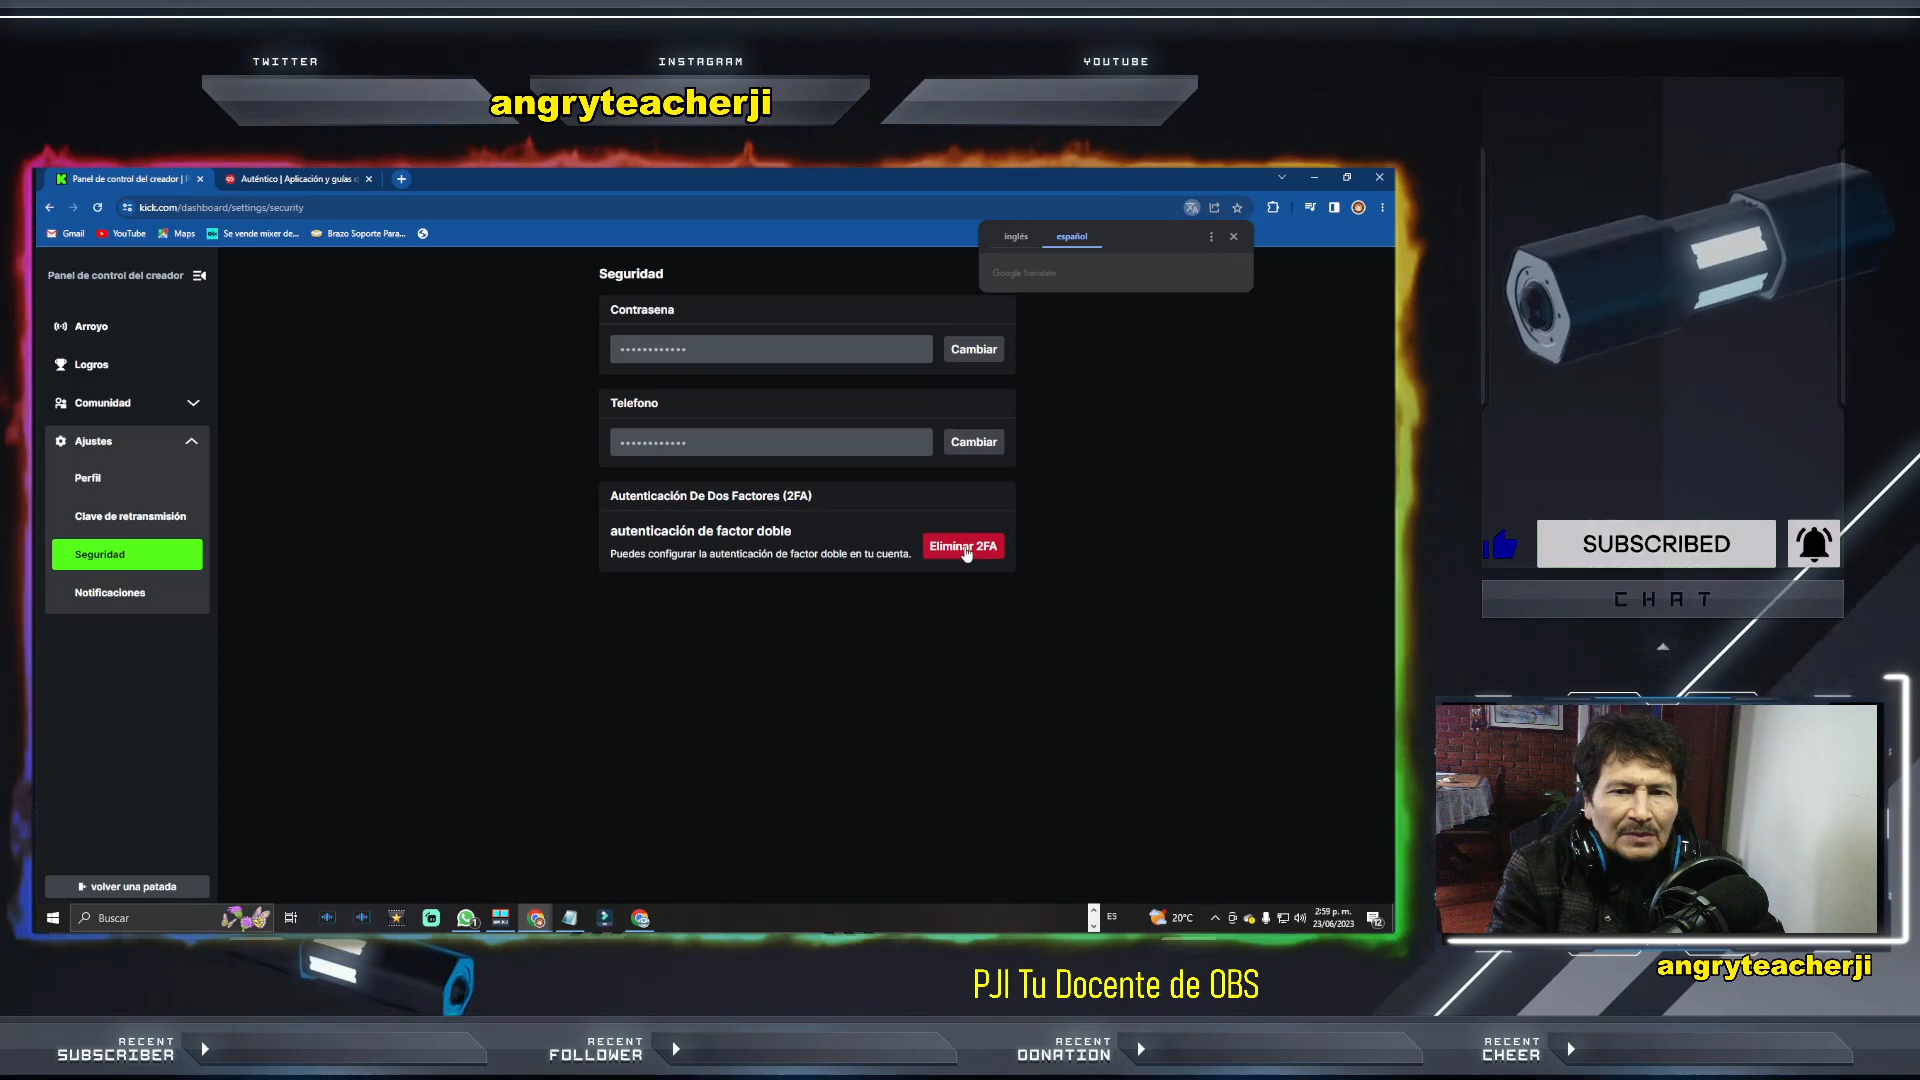 TWITTER
INSTAGRAM
YOUTUBE
angryteacherji
Panel de control del creador | P
Auténtico | Aplicación y guías d
kick.com/dashboard/settings/security
Gmail
YouTube
Maps
Se vende mixer de...
Brazo Soporte Para...
inglés
español
Google Translate
Panel de control del creador
Arroyo
Logros
Comunidad
Ajustes
Perfil
Clave de retransmisión
Seguridad
Notificaciones
volver una patada
Seguridad
Contrasena
Cambiar
Telefono
Cambiar
Autenticación De Dos Factores (2FA)
autenticación de factor doble
Puedes configurar la autenticación de factor doble en tu cuenta.
Eliminar 2FA
SUBSCRIBED
CHAT
Buscar
ES
20°C
2:59 p. m.
23/06/2023
12
angryteacherji
PJI Tu Docente de OBS
RECENT
SUBSCRIBER
RECENT
FOLLOWER
RECENT
DONATION
RECENT
CHEER